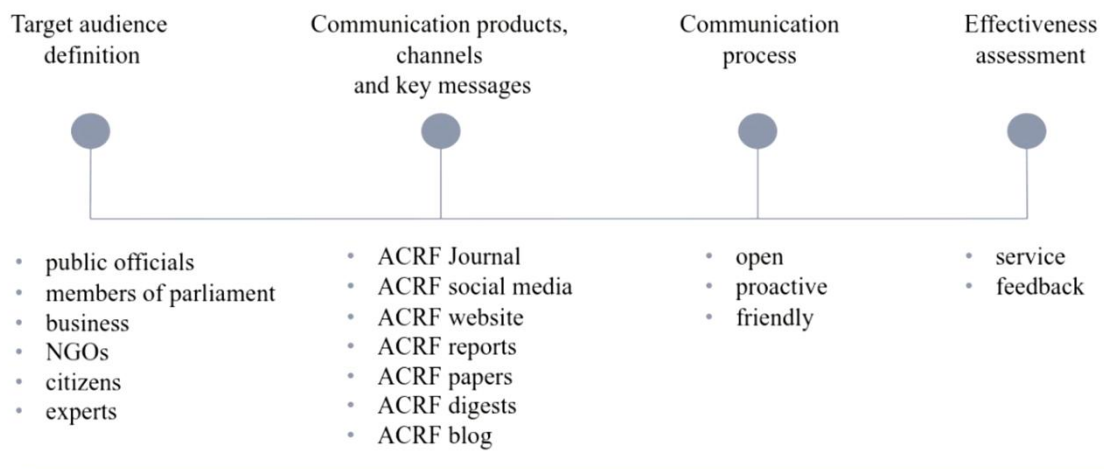 Target audience
definition
Communication products,
channels
and key messages
Communication
process
Effectiveness
assessment
• public officials
• members of parliament
• business
• NGOs
• citizens
• experts
• ACRF Journal
• ACRF social media
• ACRF website
• ACRF reports
• ACRF papers
• ACRF digests
• ACRF blog
• open
• proactive
• friendly
• service
• feedback